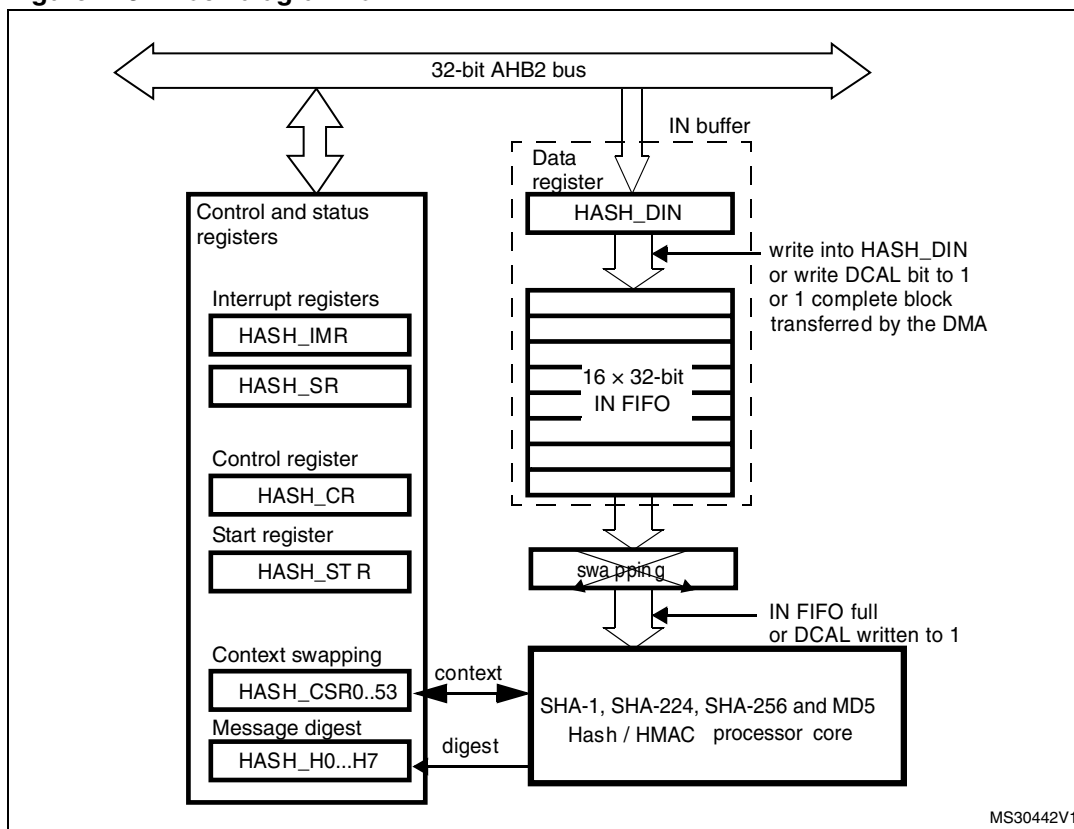 32-bit AHB2 bus
IN buffer
Data
register
HASH_DIN
write into HASH_DIN
or write DCAL bit to 1
or 1 complete block
transferred by the DMA
16 × 32-bit
IN FIFO
swapping
IN FIFO full
or DCAL written to 1
Control and status
registers
Interrupt registers
HASH_IMR
HASH_SR
Control register
HASH_CR
Start register
HASH_STR
Context swapping
HASH_CSR0..53
context
Message digest
HASH_H0...H7
digest
SHA-1, SHA-224, SHA-256 and MD5
Hash / HMAC processor core
MS30442V1